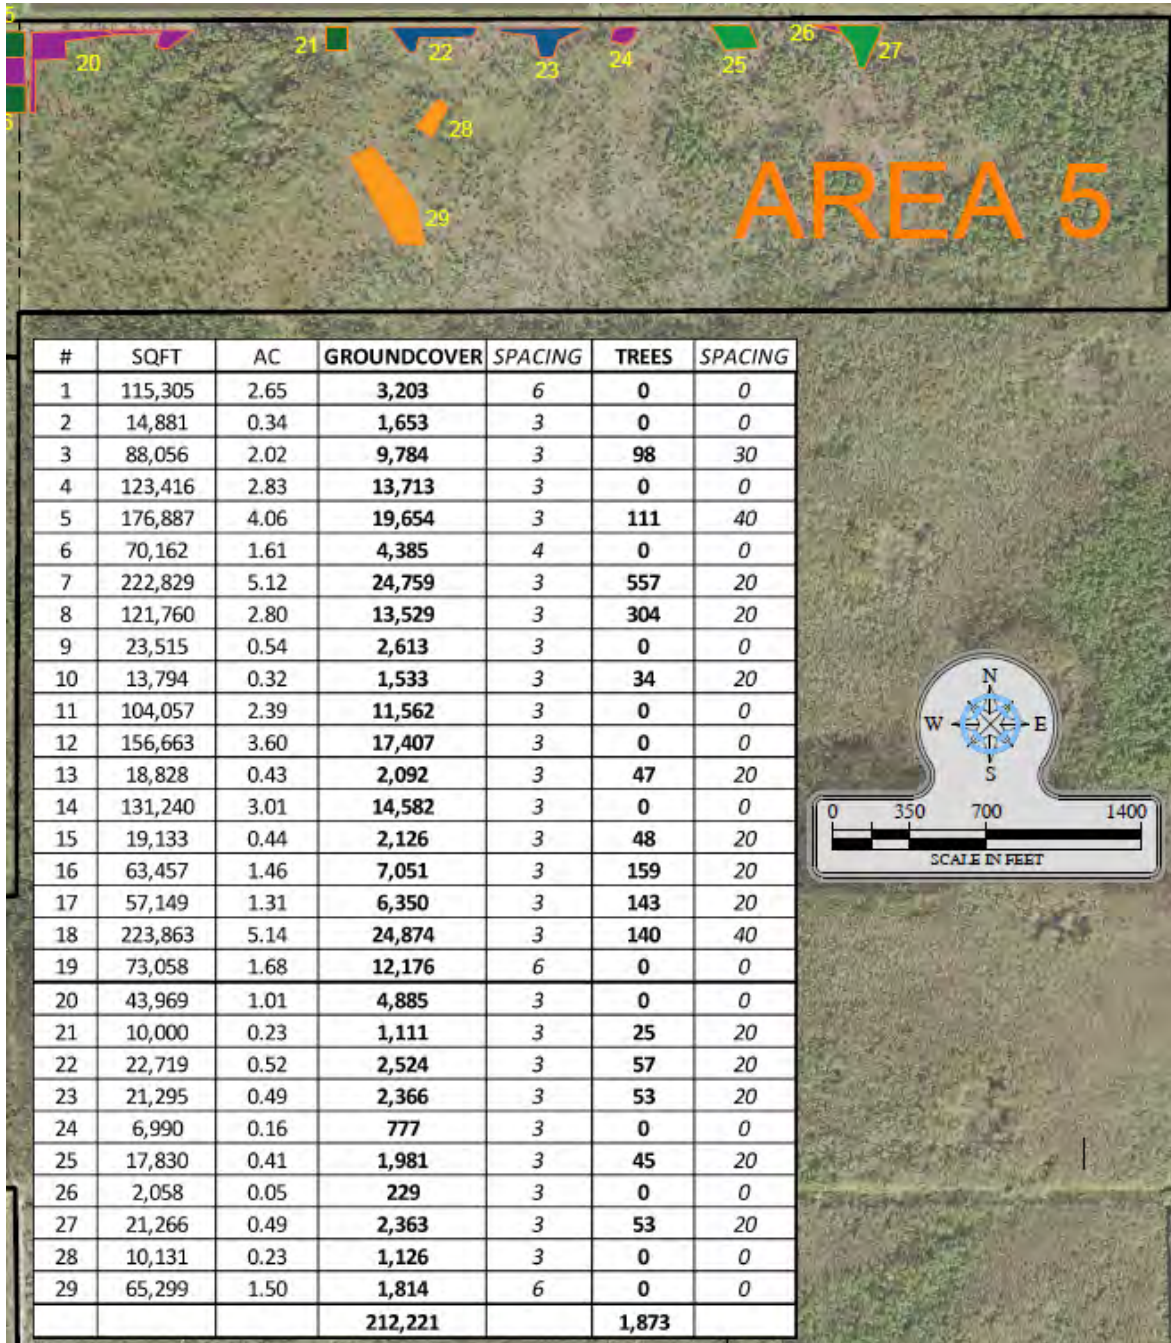 5
20
21
22
23
24
25
26
27
28
29
AREA 5
# SQFT AC GROUNDCOVER SPACING TREES SPACING
1 115,305 2.65 3,203 6 0 0
2 14,881 0.34 1,653 3 0 0
3 88,056 2.02 9,784 3 98 30
4 123,416 2.83 13,713 3 0 0
5 176,887 4.06 19,654 3 111 40
6 70,162 1.61 4,385 4 0 0
7 222,829 5.12 24,759 3 557 20
8 121,760 2.80 13,529 3 304 20
9 23,515 0.54 2,613 3 0 0
10 13,794 0.32 1,533 3 34 20
11 104,057 2.39 11,562 3 0 0
12 156,663 3.60 17,407 3 0 0
13 18,828 0.43 2,092 3 47 20
14 131,240 3.01 14,582 3 0 0
15 19,133 0.44 2,126 3 48 20
16 63,457 1.46 7,051 3 159 20
17 57,149 1.31 6,350 3 143 20
18 223,863 5.14 24,874 3 140 40
19 73,058 1.68 12,176 6 0 0
20 43,969 1.01 4,885 3 0 0
21 10,000 0.23 1,111 3 25 20
22 22,719 0.52 2,524 3 57 20
23 21,295 0.49 2,366 3 53 20
24 6,990 0.16 777 3 0 0
25 17,830 0.41 1,981 3 45 20
26 2,058 0.05 229 3 0 0
27 21,266 0.49 2,363 3 53 20
28 10,131 0.23 1,126 3 0 0
29 65,299 1.50 1,814 6 0 0
212,221 1,873
N
W E
S
0 350 700 1400
SCALE IN FEET